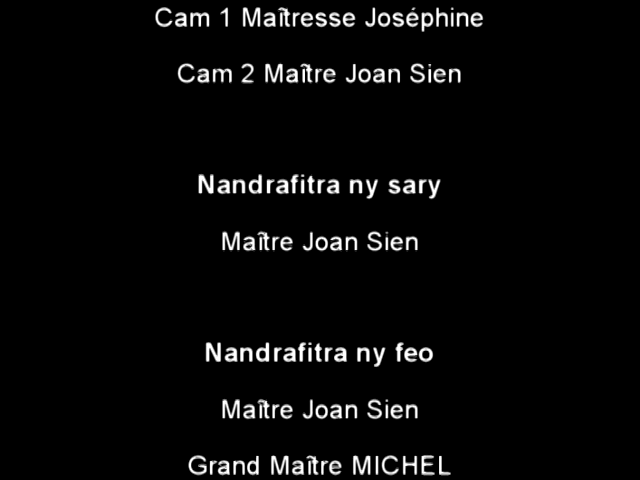 Cam 1 Maîtresse Joséphine
Cam 2 Maître Joan Sien
Nandrafitra ny sary
Maître Joan Sien
Nandrafitra ny feo
Maître Joan Sien
Grand Maître MICHEL